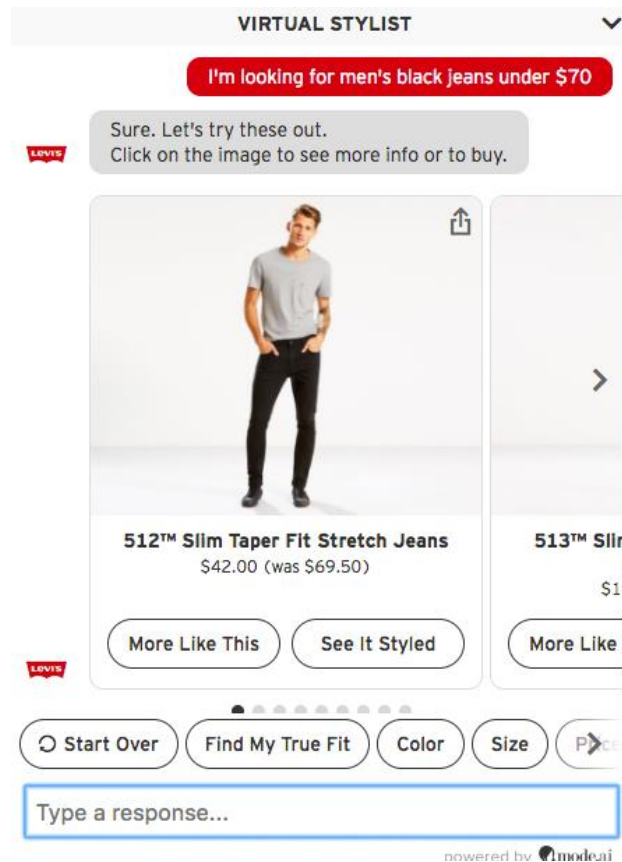 VIRTUAL STYLIST
I'm looking for men's black jeans under $70
Sure. Let's try these out.
Click on the image to see more info or to buy.
LEVI'S
512™ Slim Taper Fit Stretch Jeans
$42.00 (was $69.50)
More Like This
See It Styled
513™
$1
More Like
LEVI'S
Start Over
Find My True Fit
Color
Size
Type a response...
powered by mode.ai